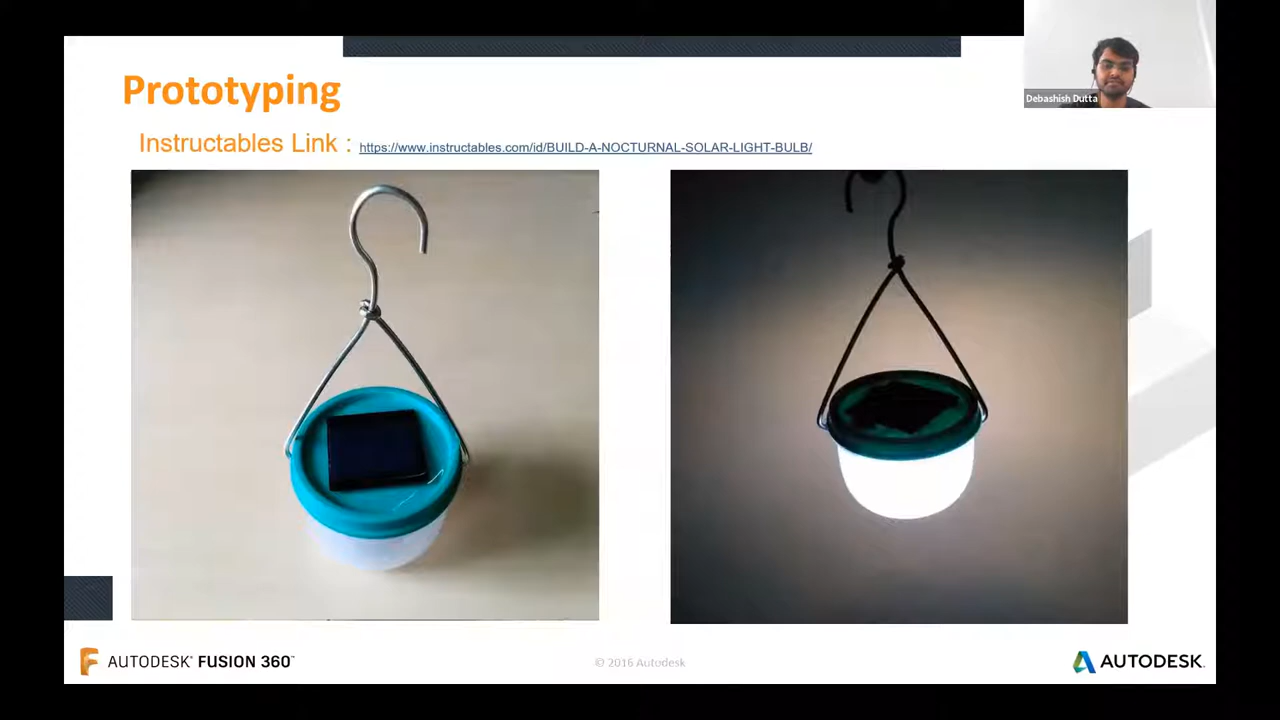 Prototyping
Debashish Dutta
Instructables Link : https://www.instructables.com/id/BUILD-A-NOCTURNAL-SOLAR-LIGHT-BULB/
AUTODESK® FUSION 360™
© 2016 Autodesk
AUTODESK.